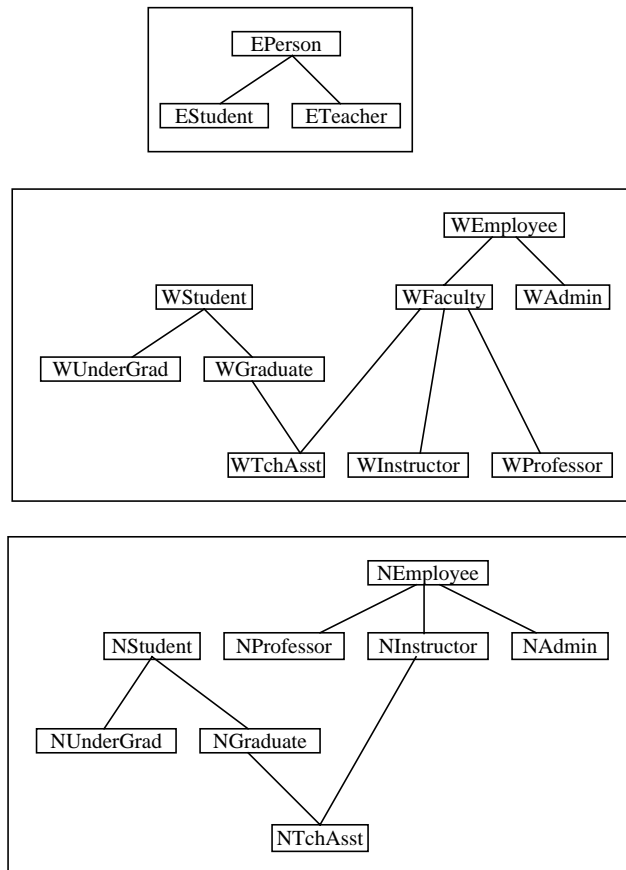 EPerson
EStudent ETeacher
WEmployee
WStudent WFaculty WAdmin
WUnderGrad WGraduate
WTchAsst WInstructor WProfessor
NEmployee
NStudent NProfessor NInstructor NAdmin
NUnderGrad NGraduate
NTchAsst